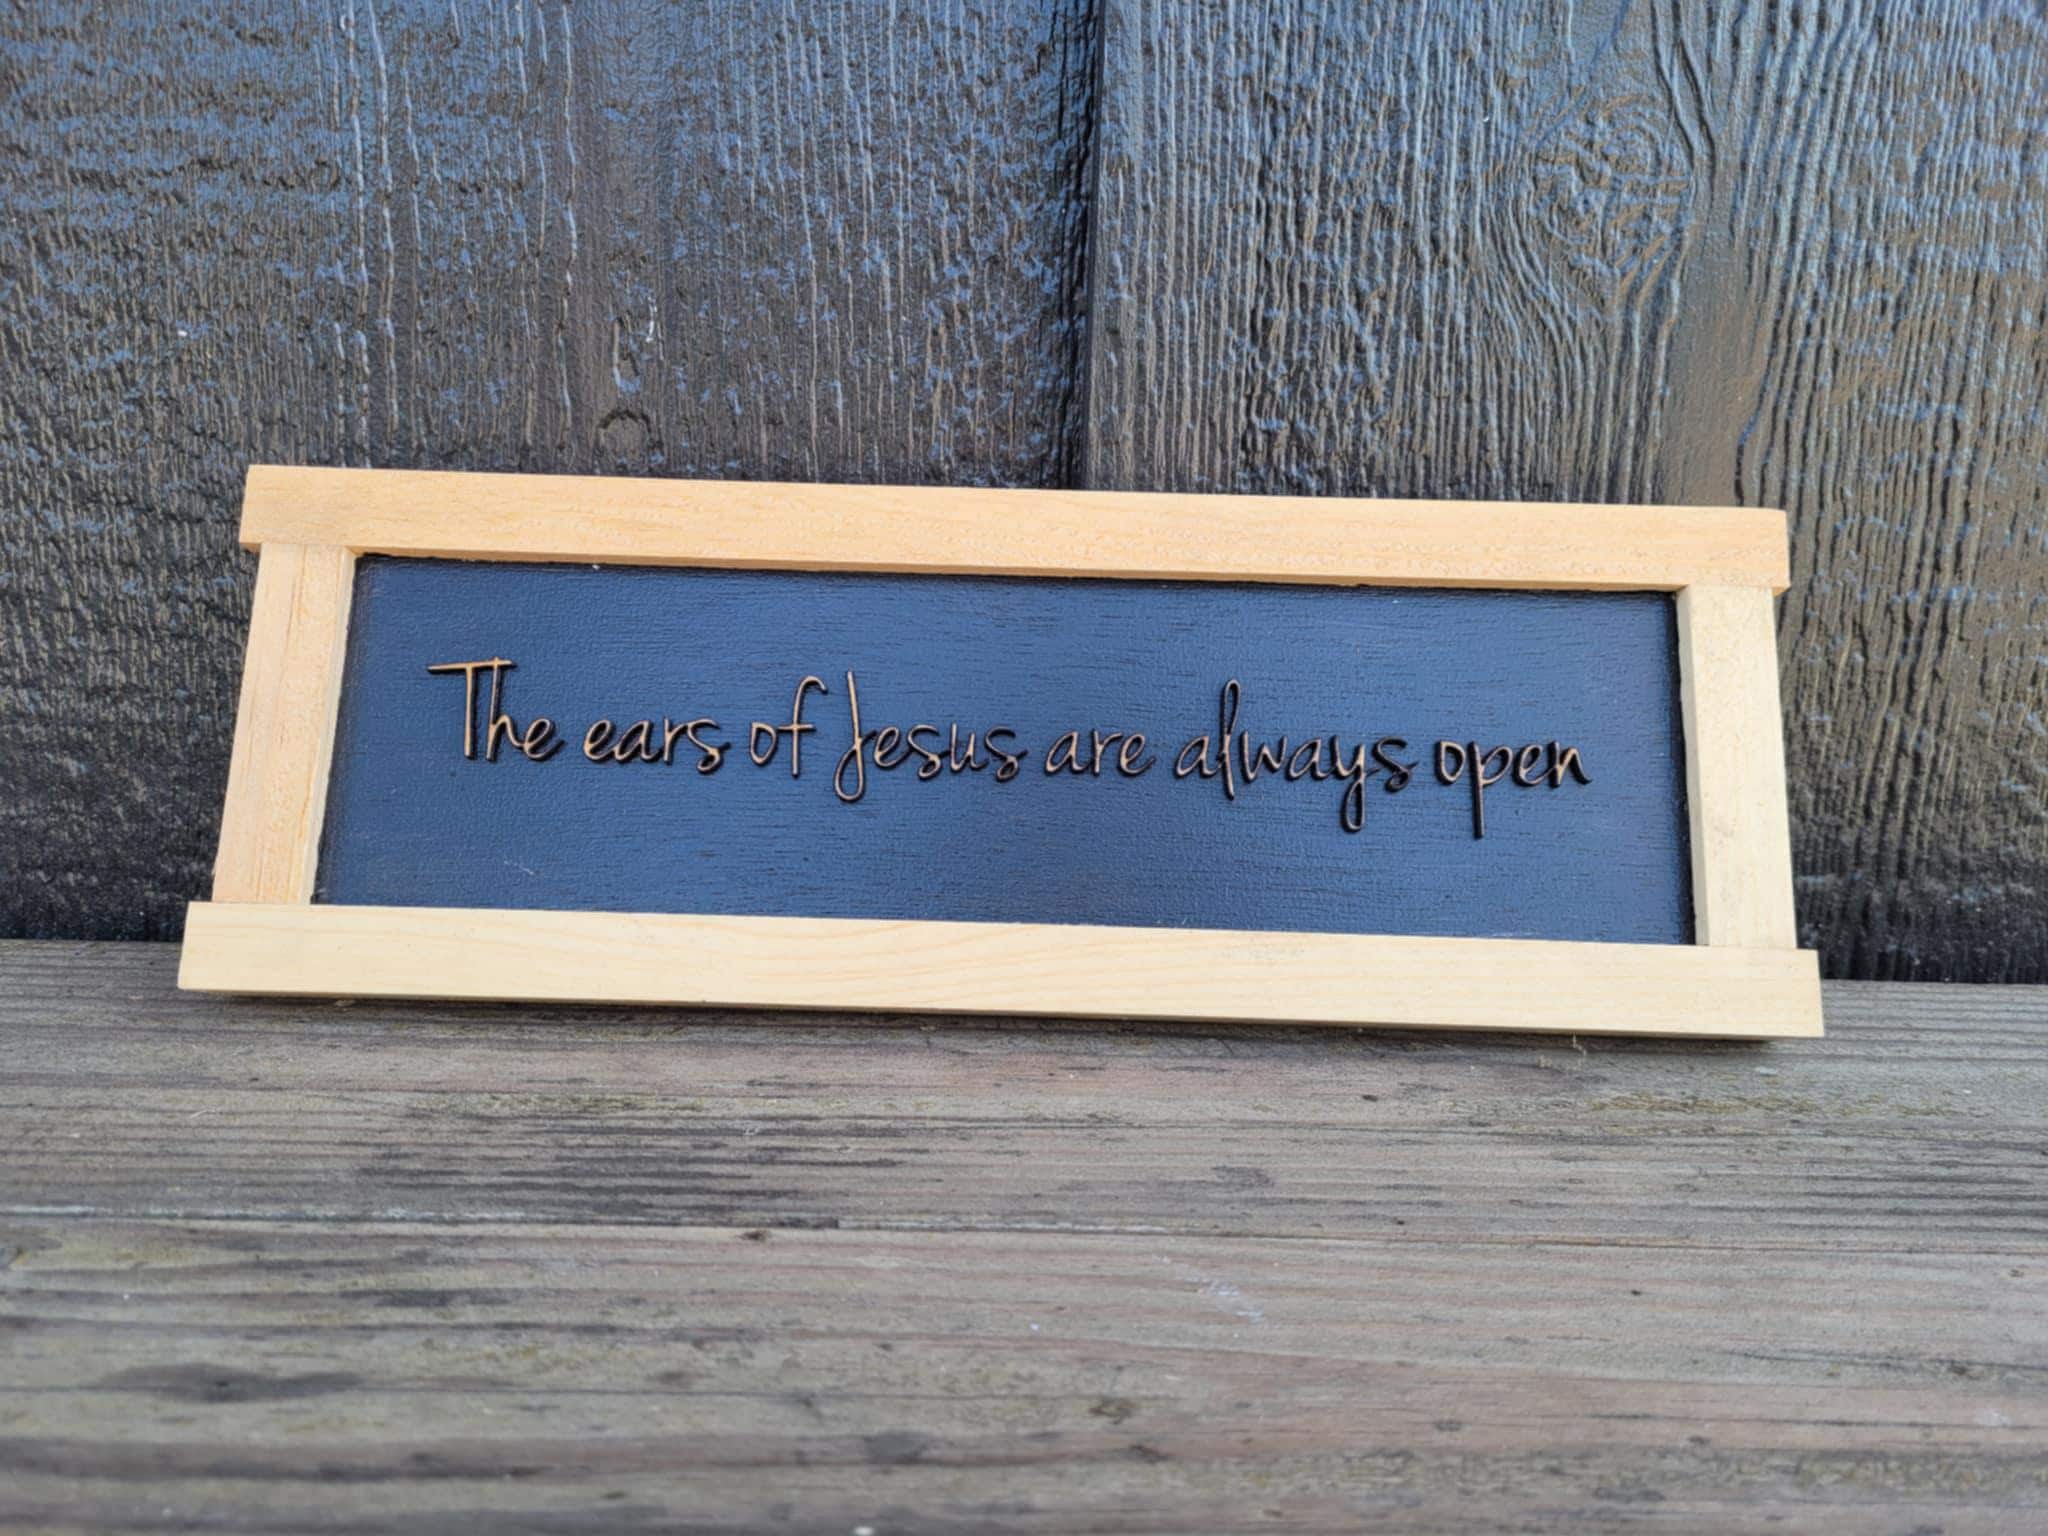 The ears of Jesus are always open